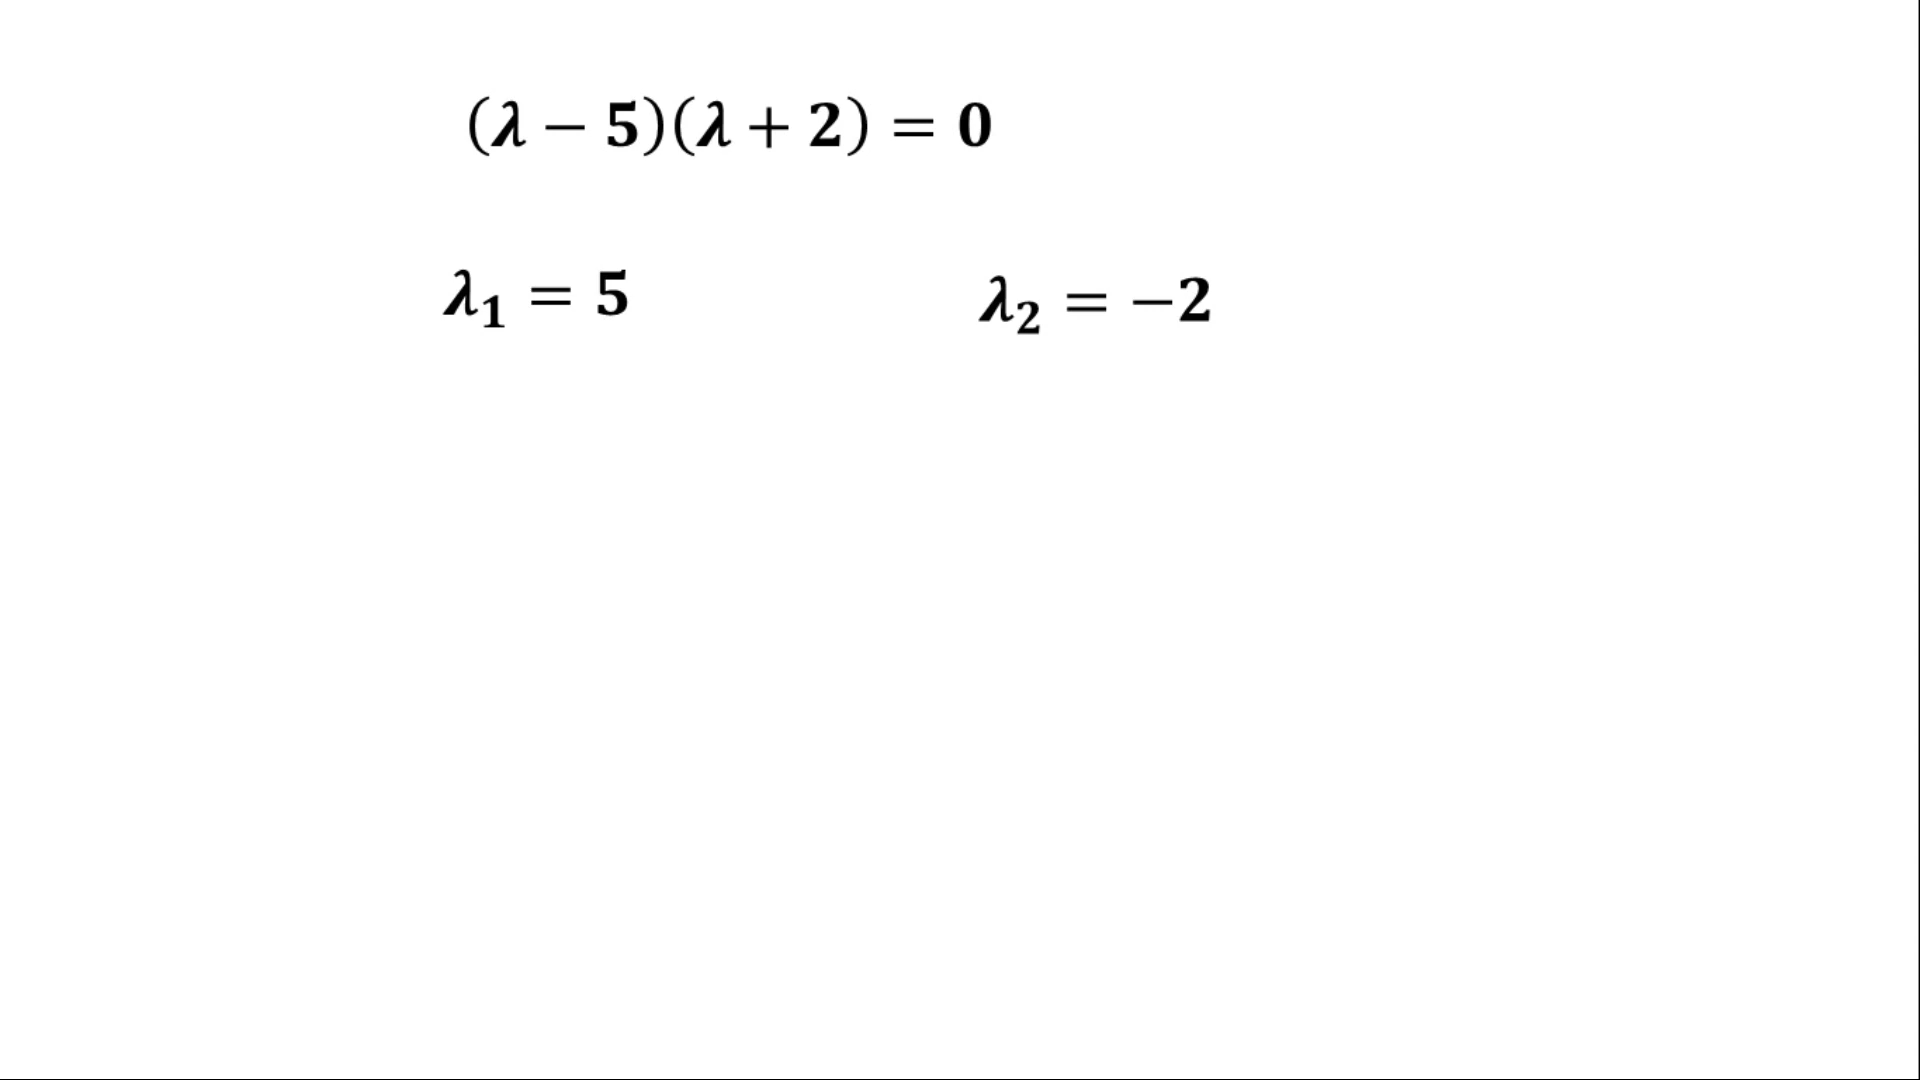 (λ − 5)(λ + 2) = 0
λ₁ = 5 λ₂ = −2